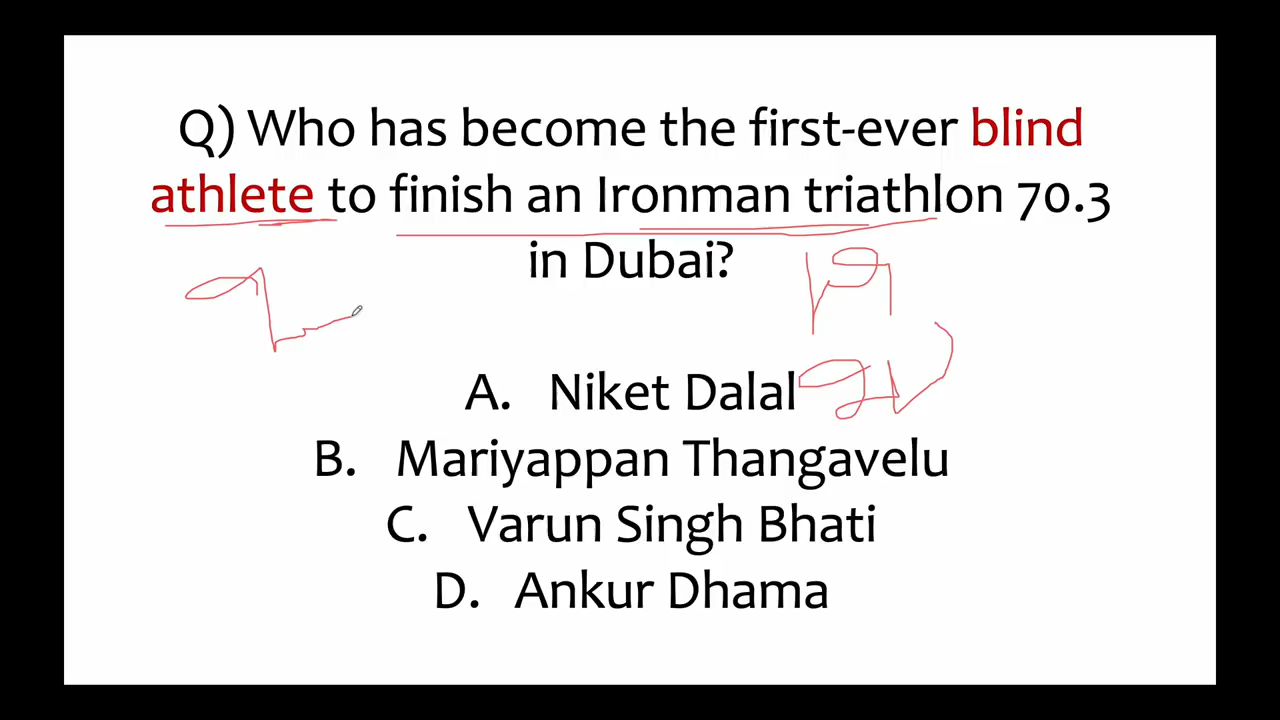 Q) Who has become the first-ever blind
athlete to finish an Ironman triathlon 70.3
in Dubai?
A. Niket Dalal
B. Mariyappan Thangavelu
C. Varun Singh Bhati
D. Ankur Dhama